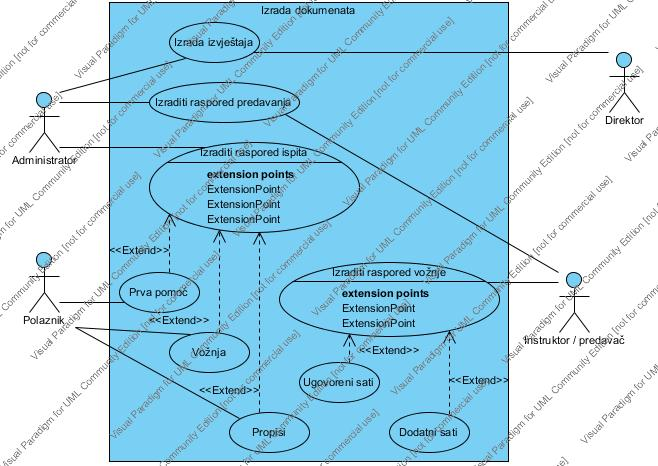 Izrada dokumenata
Izrada izvještaja
Direktor
Izraditi raspored predavanja
Administrator
Izraditi raspored ispita
extension points
ExtensionPoint
ExtensionPoint
ExtensionPoint
<<Extend>>
Izraditi raspored vožnje
extension points
ExtensionPoint
ExtensionPoint
Prva pomoć
Polaznik
<<Extend>>
Instruktor / predavač
Vožnja
<<Extend>>
Ugovoreni sati
<<Extend>>
<<Extend>>
Propisi
Dodatni sati
Visual Paradigm for UML Community Edition [not for commercial use]